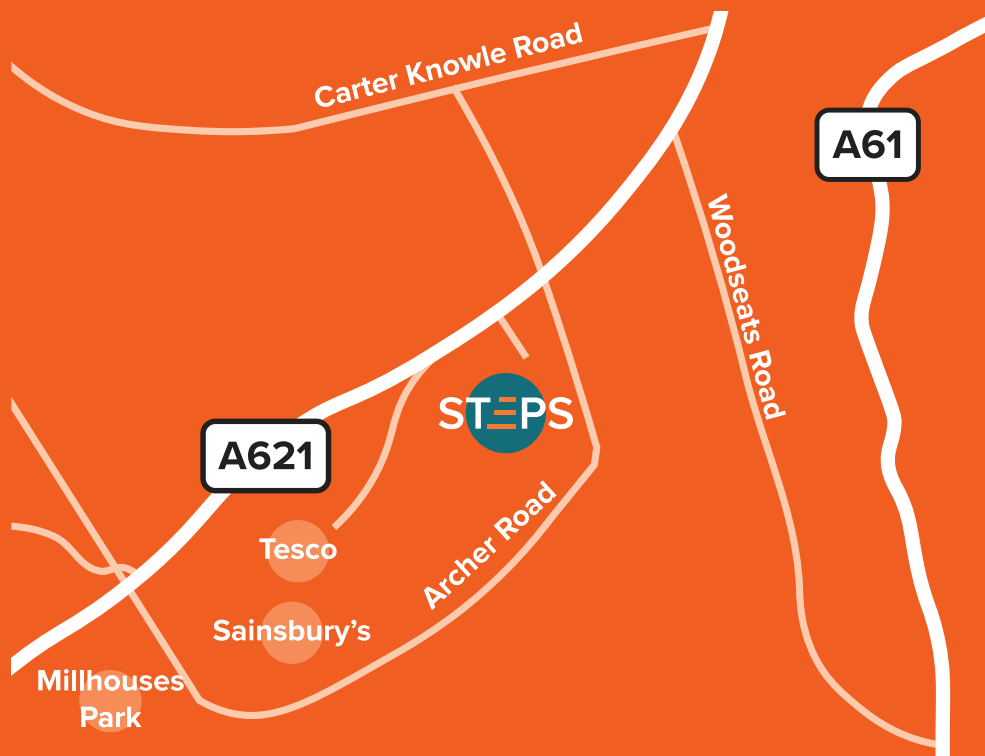 Carter Knowle Road
A61
Woodseats Road
STEPS
A621
Archer Road
Tesco
Sainsbury’s
Millhouses
Park